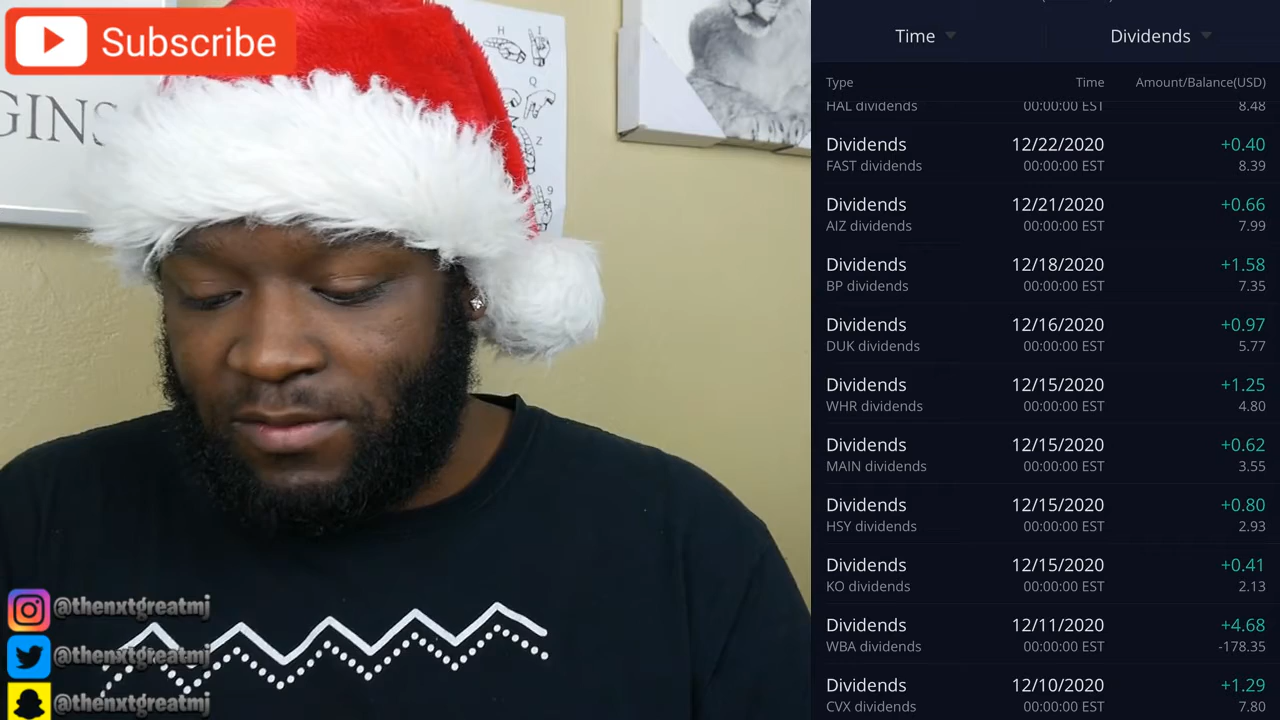 Subscribe
GINS
H
I
Q
Z
9
@thenxtgreatmj
@thenxtgreatmj
@thenxtgreatmj
Time
Dividends
Type
Time
Amount/Balance(USD)
HAL dividends
00:00:00 EST
8.48
Dividends
12/22/2020
+0.40
FAST dividends
00:00:00 EST
8.39
Dividends
12/21/2020
+0.66
AIZ dividends
00:00:00 EST
7.99
Dividends
12/18/2020
+1.58
BP dividends
00:00:00 EST
7.35
Dividends
12/16/2020
+0.97
DUK dividends
00:00:00 EST
5.77
Dividends
12/15/2020
+1.25
WHR dividends
00:00:00 EST
4.80
Dividends
12/15/2020
+0.62
MAIN dividends
00:00:00 EST
3.55
Dividends
12/15/2020
+0.80
HSY dividends
00:00:00 EST
2.93
Dividends
12/15/2020
+0.41
KO dividends
00:00:00 EST
2.13
Dividends
12/11/2020
+4.68
WBA dividends
00:00:00 EST
-178.35
Dividends
12/10/2020
+1.29
CVX dividends
00:00:00 EST
7.80